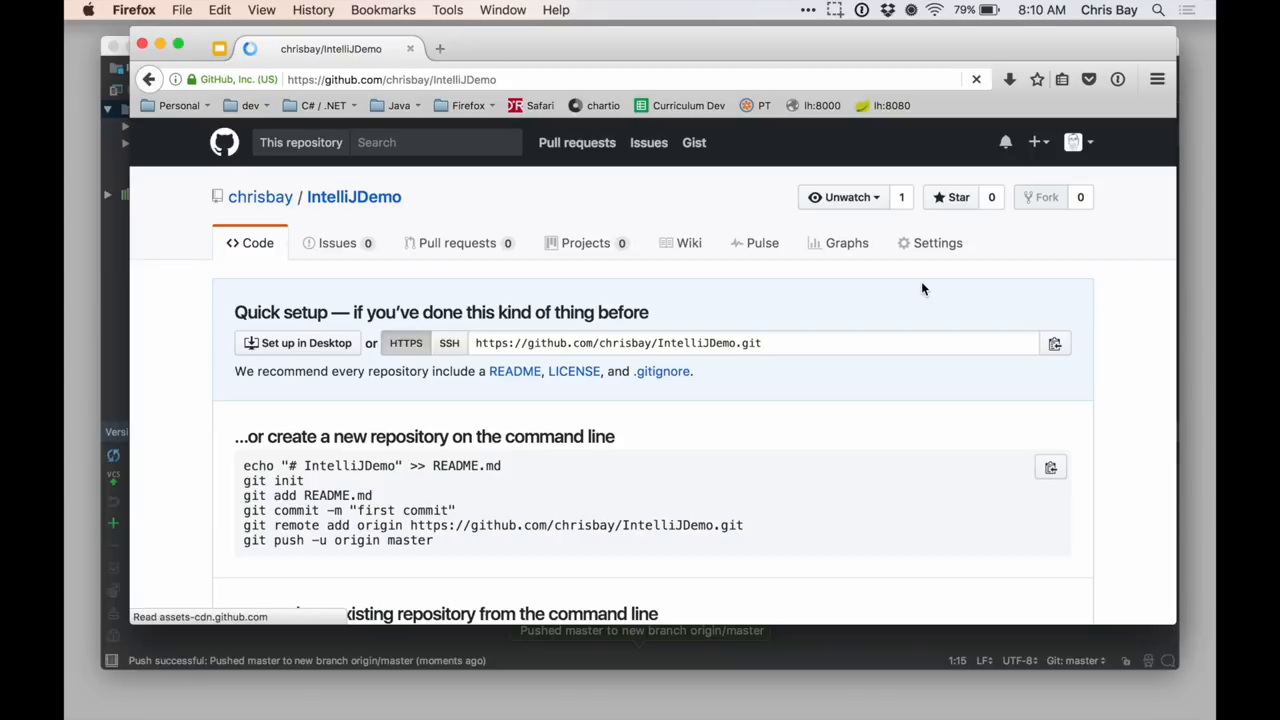 Firefox File Edit View History Bookmarks Tools Window Help 79% 8:10 AM Chris Bay
chrisbay/IntelliJDemo
GitHub, Inc. (US) https://github.com/chrisbay/IntelliJDemo
Personal dev C# / .NET Java Firefox Safari chartio Curriculum Dev PT lh:8000 lh:8080
This repository Search Pull requests Issues Gist
chrisbay / IntelliJDemo Unwatch 1 Star 0 Fork 0
<> Code Issues 0 Pull requests 0 Projects 0 Wiki Pulse Graphs Settings
Quick setup — if you’ve done this kind of thing before
Set up in Desktop or HTTPS SSH https://github.com/chrisbay/IntelliJDemo.git
We recommend every repository include a README, LICENSE, and .gitignore.
…or create a new repository on the command line
echo "# IntelliJDemo" >> README.md
git init
git add README.md
git commit -m "first commit"
git remote add origin https://github.com/chrisbay/IntelliJDemo.git
git push -u origin master
Versi
VCS
existing repository from the command line
Read assets-cdn.github.com
Pushed master to new branch origin/master
Push successful: Pushed master to new branch origin/master (moments ago) 1:15 LF UTF-8 Git: master